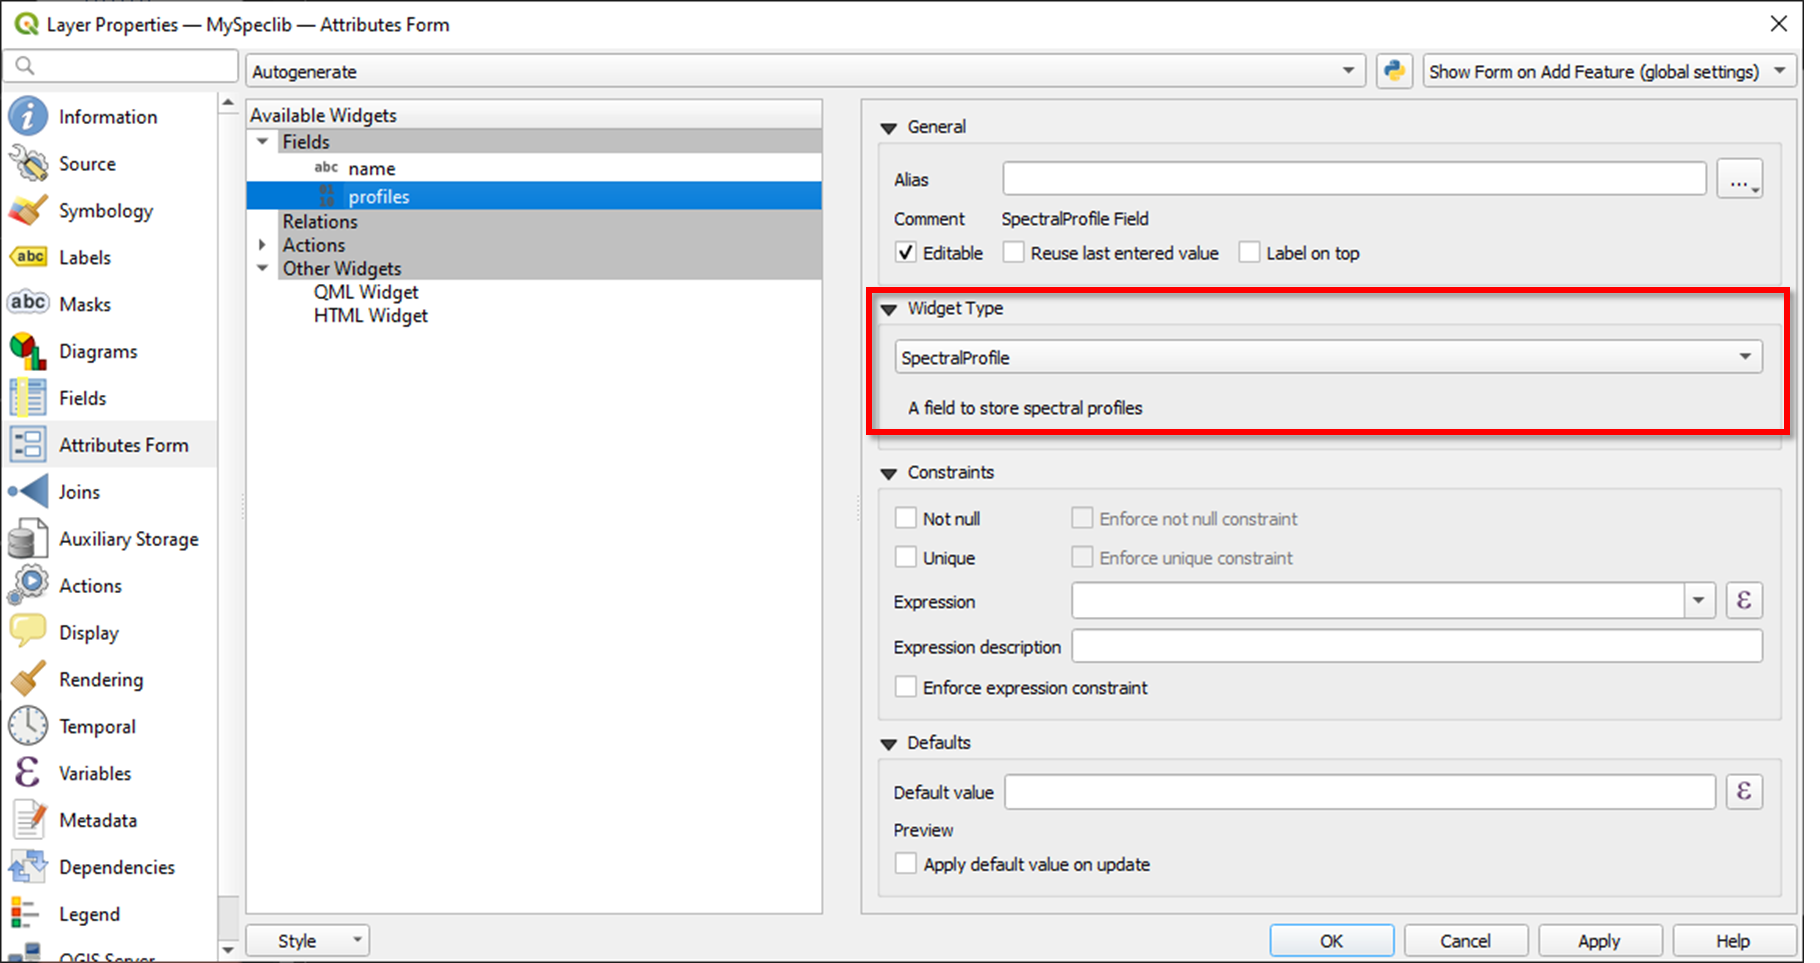 Layer Properties — MySpeclib — Attributes Form
Autogenerate
Show Form on Add Feature (global settings)
Information
Source
Symbology
abc Labels
abc Masks
Diagrams
Fields
Attributes Form
Joins
Auxiliary Storage
Actions
Display
Rendering
Temporal
ε Variables
Metadata
Dependencies
Legend
QGIS Server
Available Widgets
Fields
abc name
01 10 profiles
Relations
Actions
Other Widgets
QML Widget
HTML Widget
General
Alias
...
Comment SpectralProfile Field
Editable Reuse last entered value Label on top
Widget Type
SpectralProfile
A field to store spectral profiles
Constraints
Not null Enforce not null constraint
Unique Enforce unique constraint
Expression ε
Expression description
Enforce expression constraint
Defaults
Default value ε
Preview
Apply default value on update
Style
OK Cancel Apply Help